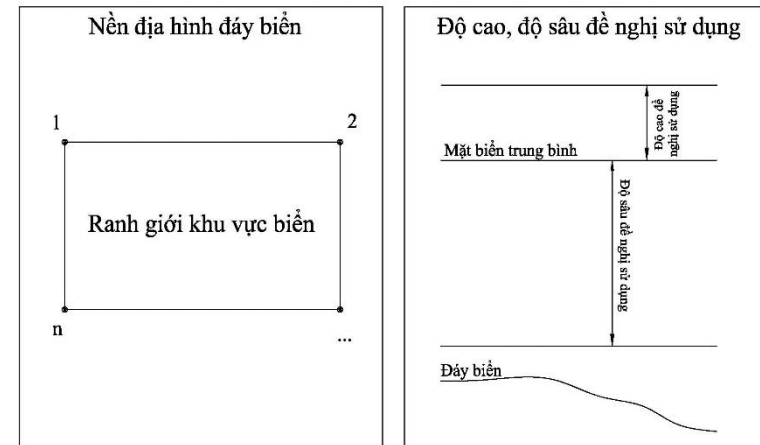 Nền địa hình đáy biển
1
2
Ranh giới khu vực biển
n
...
Độ cao, độ sâu đề nghị sử dụng
Độ cao đề
nghị sử dụng
Mặt biển trung bình
Độ sâu đề nghị sử dụng
Đáy biển